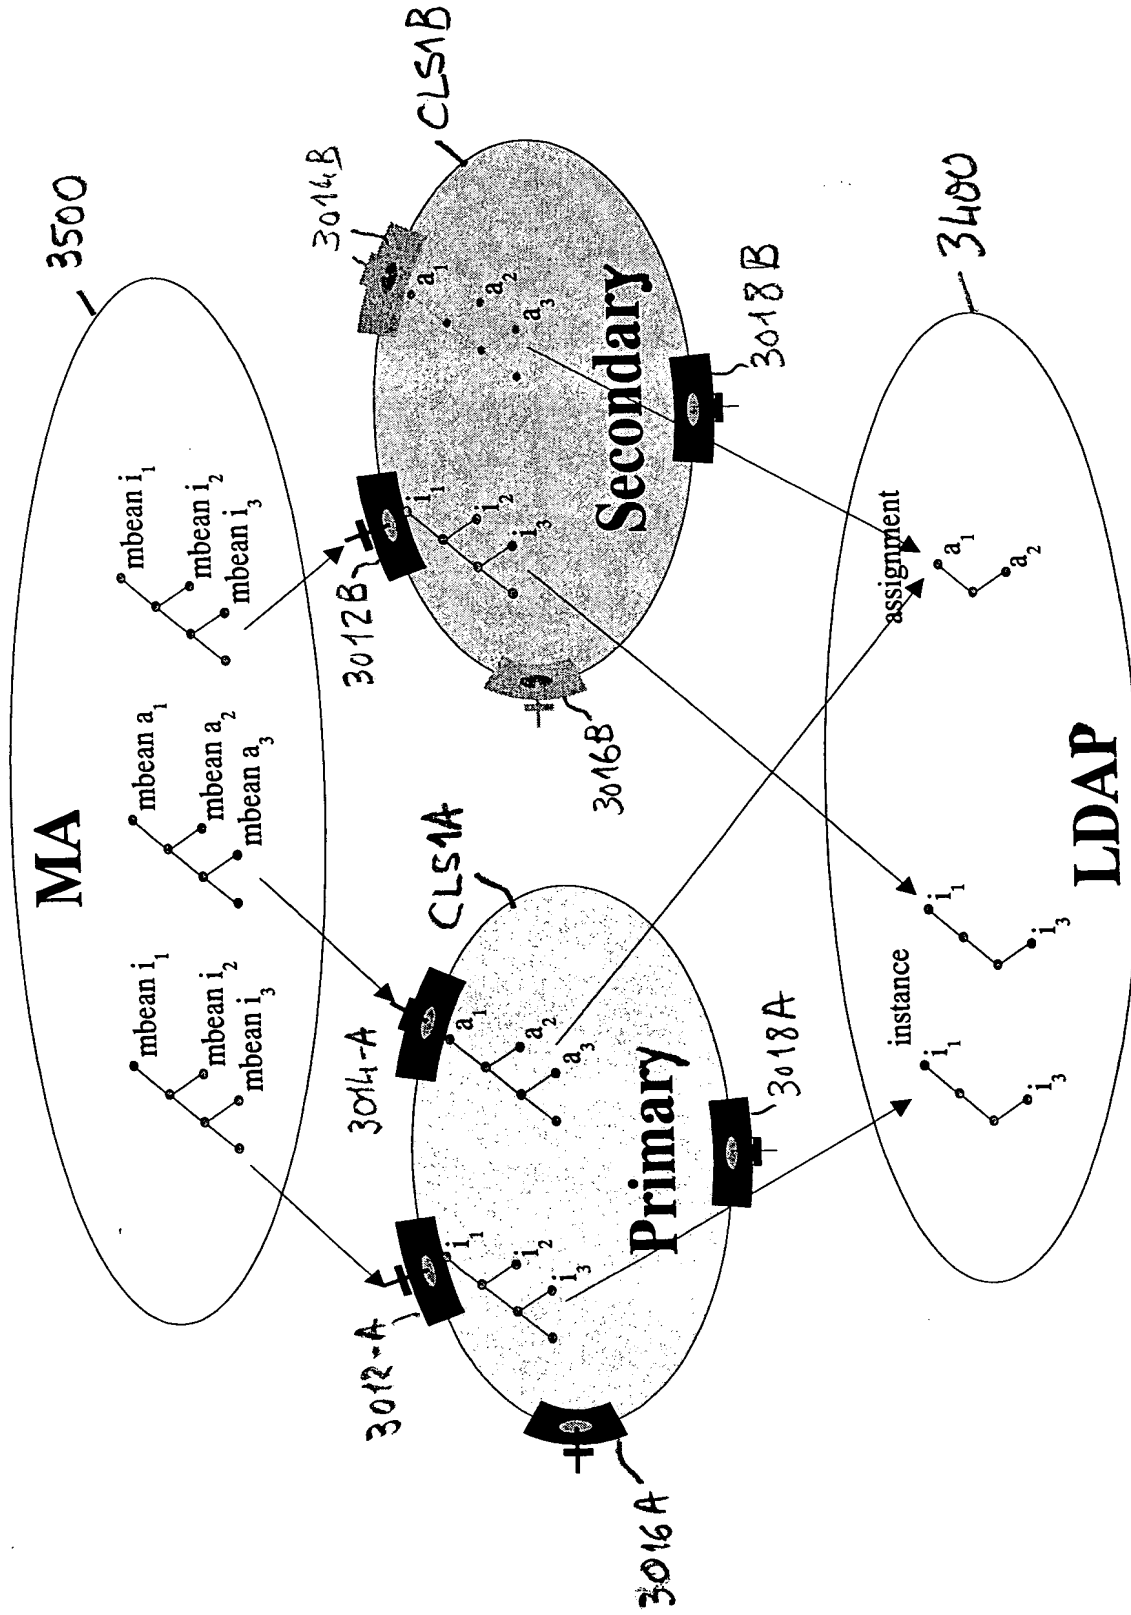 3500
MA
mbean i1
mbean i2
mbean i3
mbean a1
mbean a2
mbean a3
mbean i1
mbean i2
mbean i3
3012-A
3014-A
CLS1A
3012B
3014B
CLS1B
i1
i2
i3
a1
a2
a3
Primary
3016A
3018A
i1
i2
i3
a1
a2
a3
Secondary
3016B
3018B
instance
i1
i3
i1
i3
assignment
a1
a2
LDAP
3400